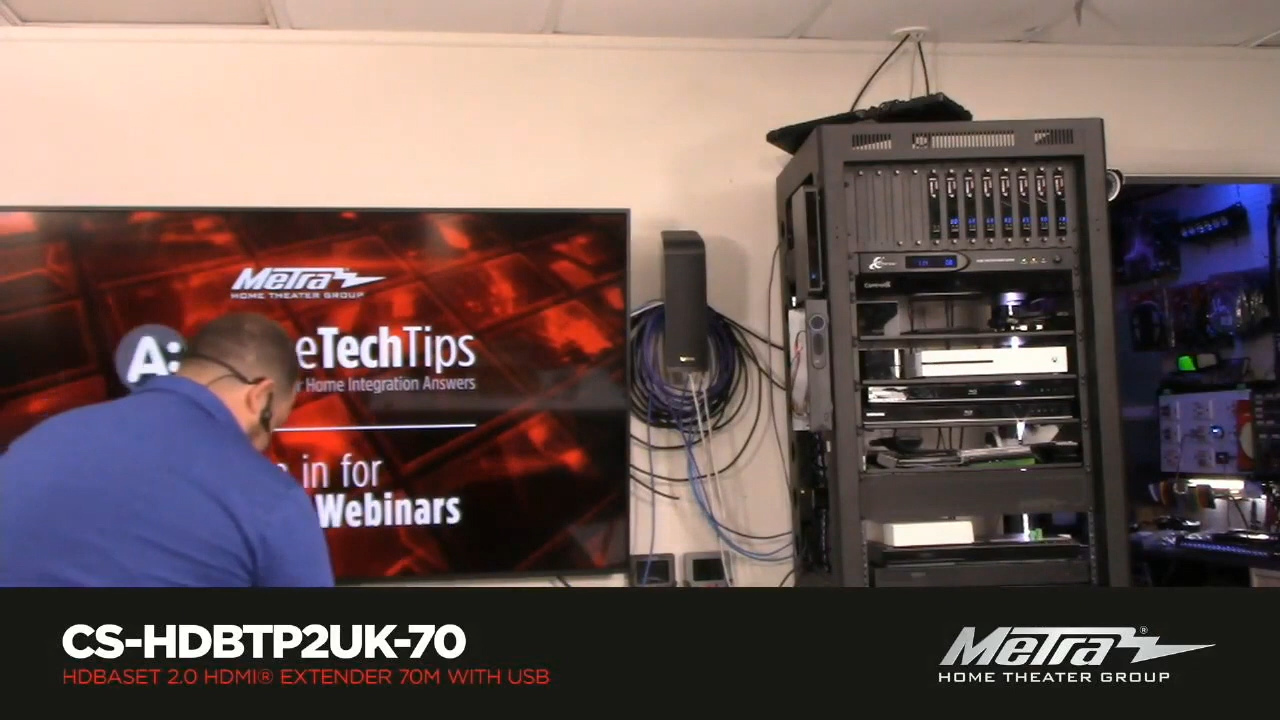 MeTra
HOME THEATER GROUP
A:
eTechTips
r Home Integration Answers
in for
Webinars
Control4
CS-HDBTP2UK-70
HDBASET 2.0 HDMI® EXTENDER 70M WITH USB
MeTra®
HOME THEATER GROUP